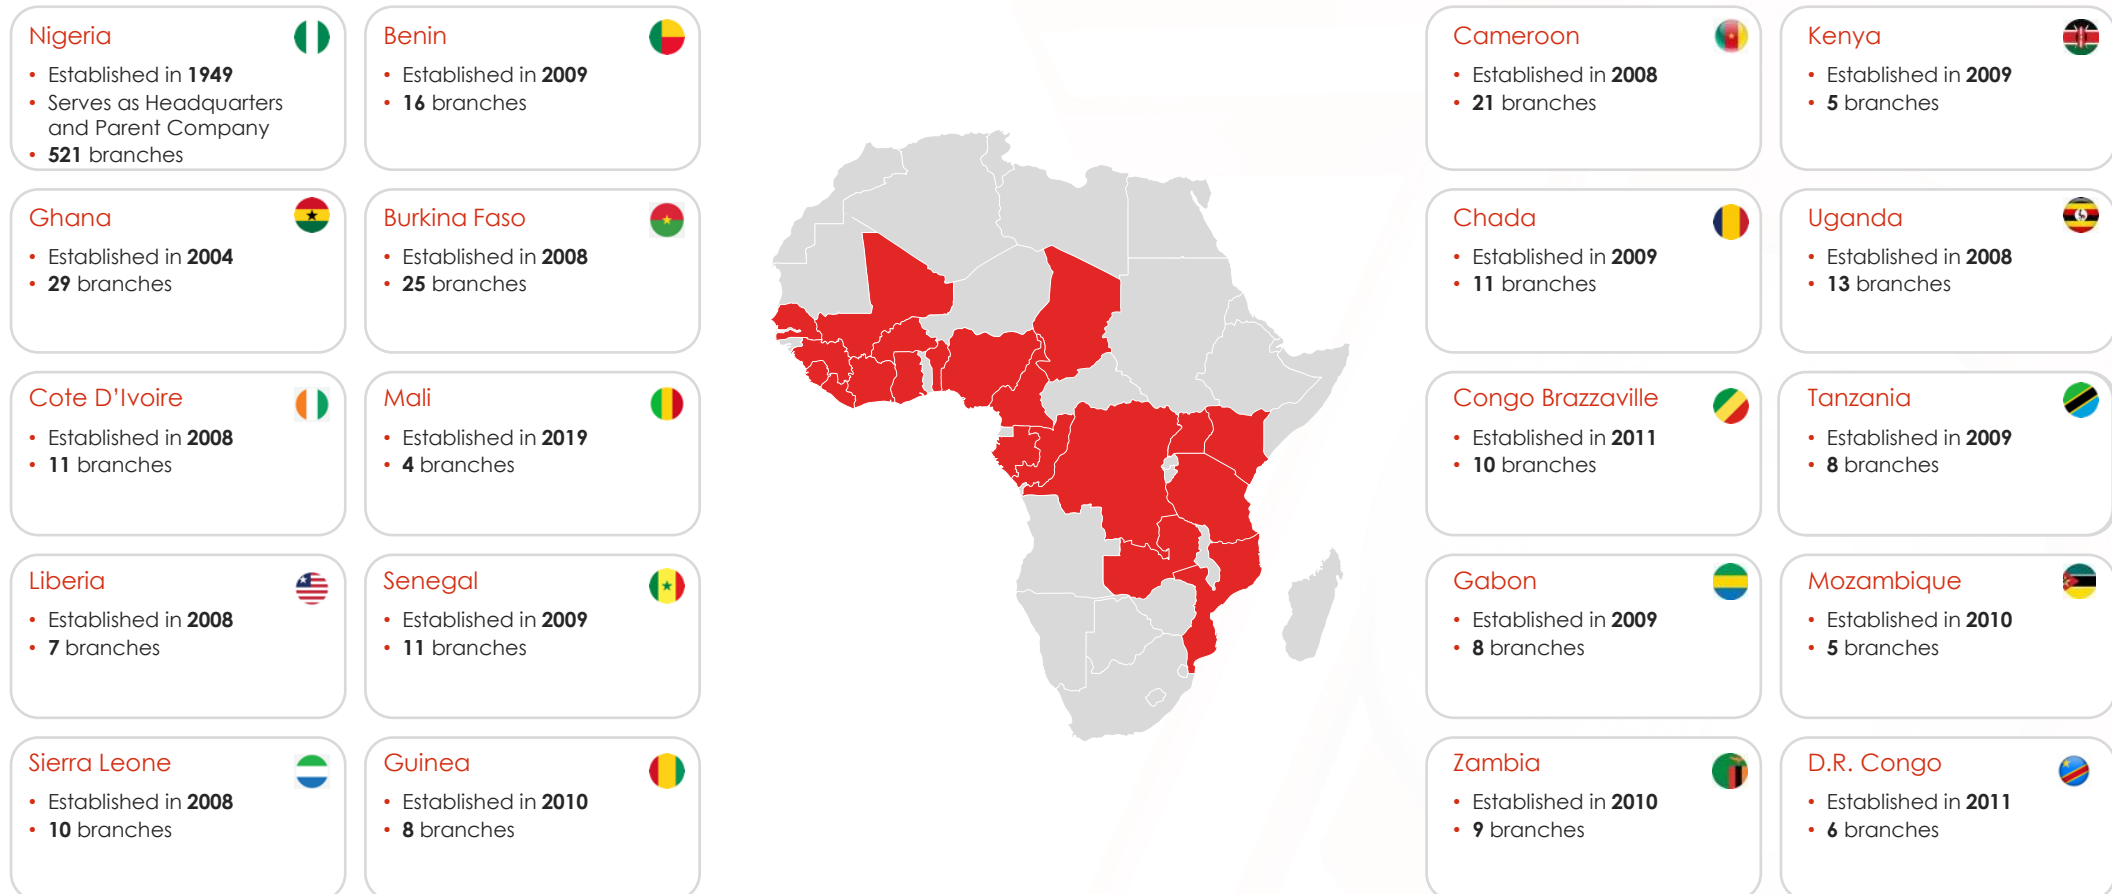 Nigeria
• Established in 1949
• Serves as Headquarters
and Parent Company
• 521 branches
Benin
• Established in 2009
• 16 branches
Ghana
• Established in 2004
• 29 branches
Burkina Faso
• Established in 2008
• 25 branches
Cote D’Ivoire
• Established in 2008
• 11 branches
Mali
• Established in 2019
• 4 branches
Liberia
• Established in 2008
• 7 branches
Senegal
• Established in 2009
• 11 branches
Sierra Leone
• Established in 2008
• 10 branches
Guinea
• Established in 2010
• 8 branches
Cameroon
• Established in 2008
• 21 branches
Kenya
• Established in 2009
• 5 branches
Chada
• Established in 2009
• 11 branches
Uganda
• Established in 2008
• 13 branches
Congo Brazzaville
• Established in 2011
• 10 branches
Tanzania
• Established in 2009
• 8 branches
Gabon
• Established in 2009
• 8 branches
Mozambique
• Established in 2010
• 5 branches
Zambia
• Established in 2010
• 9 branches
D.R. Congo
• Established in 2011
• 6 branches